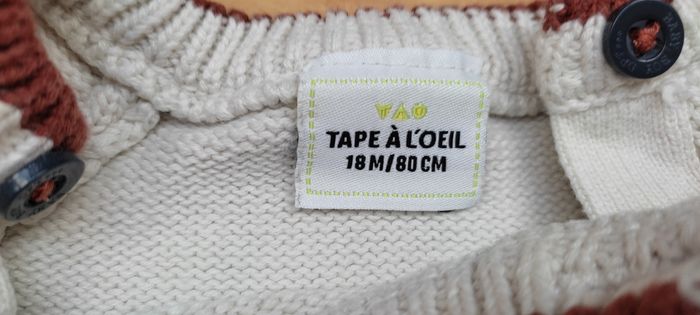 TAO
TAPE À L'OEIL
18 M/80 CM